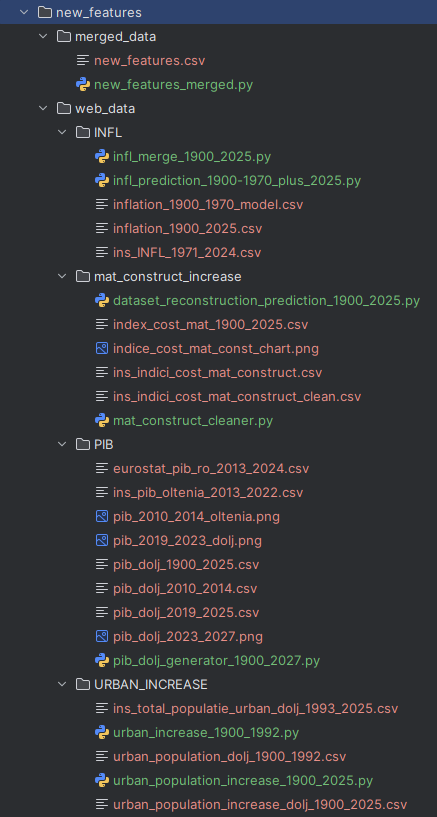 new_features
merged_data
new_features.csv
new_features_merged.py
web_data
INFL
infl_merge_1900_2025.py
infl_prediction_1900-1970_plus_2025.py
inflation_1900_1970_model.csv
inflation_1900_2025.csv
ins_INFL_1971_2024.csv
mat_construct_increase
dataset_reconstruction_prediction_1900_2025.py
index_cost_mat_1900_2025.csv
indice_cost_mat_const_chart.png
ins_indici_cost_mat_construct.csv
ins_indici_cost_mat_construct_clean.csv
mat_construct_cleaner.py
PIB
eurostat_pib_ro_2013_2024.csv
ins_pib_oltenia_2013_2022.csv
pib_2010_2014_oltenia.png
pib_2019_2023_dolj.png
pib_dolj_1900_2025.csv
pib_dolj_2010_2014.csv
pib_dolj_2019_2025.csv
pib_dolj_2023_2027.png
pib_dolj_generator_1900_2027.py
URBAN_INCREASE
ins_total_populatie_urban_dolj_1993_2025.csv
urban_increase_1900_1992.py
urban_population_dolj_1900_1992.csv
urban_population_increase_1900_2025.py
urban_population_increase_dolj_1900_2025.csv